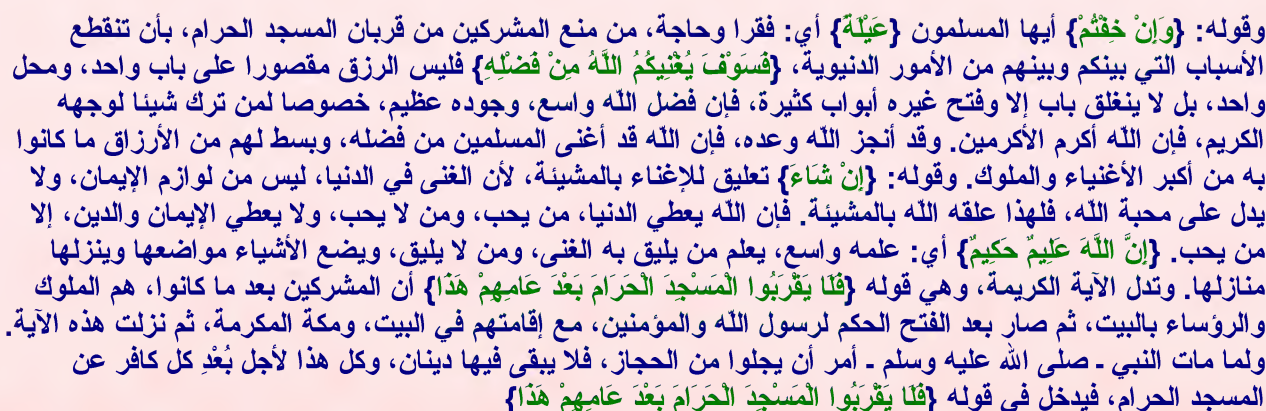 وقوله: {وَإِنْ خِفْتُمْ} أيها المسلمون {عَيْلَةً} أي: فقرا وحاجة، من منع المشركين من قربان المسجد الحرام، بأن تنقطع
الأسباب التي بينكم وبينهم من الأمور الدنيوية، {فَسَوْفَ يُغْنِيكُمُ اللَّهُ مِنْ فَضْلِهِ} فليس الرزق مقصورا على باب واحد، ومحل
واحد، بل لا ينغلق باب إلا وفتح غيره أبواب كثيرة، فإن فضل اللّه واسع، وجوده عظيم، خصوصا لمن ترك شيئا لوجهه
الكريم، فإن اللّه أكرم الأكرمين. وقد أنجز اللّه وعده، فإن اللّه قد أغنى المسلمين من فضله، وبسط لهم من الأرزاق ما كانوا
به من أكبر الأغنياء والملوك. وقوله: {إِنْ شَاءَ} تعليق للإغناء بالمشيئة، لأن الغنى في الدنيا، ليس من لوازم الإيمان، ولا
يدل على محبة اللّه، فلهذا علقه اللّه بالمشيئة. فإن اللّه يعطي الدنيا، من يحب، ومن لا يحب، ولا يعطي الإيمان والدين، إلا
من يحب. {إِنَّ اللَّهَ عَلِيمٌ حَكِيمٌ} أي: علمه واسع، يعلم من يليق به الغنى، ومن لا يليق، ويضع الأشياء مواضعها وينزلها
منازلها. وتدل الآية الكريمة، وهي قوله {فَلَا يَقْرَبُوا الْمَسْجِدَ الْحَرَامَ بَعْدَ عَامِهِمْ هَذَا} أن المشركين بعد ما كانوا، هم الملوك
والرؤساء بالبيت، ثم صار بعد الفتح الحكم لرسول اللّه والمؤمنين، مع إقامتهم في البيت، ومكة المكرمة، ثم نزلت هذه الآية.
ولما مات النبي ـ صلى الله عليه وسلم ـ أمر أن يجلوا من الحجاز، فلا يبقى فيها دينان، وكل هذا لأجل بُعْدِ كل كافر عن
المسجد الحرام، فيدخل في قوله {فَلَا يَقْرَبُوا الْمَسْجِدَ الْحَرَامَ بَعْدَ عَامِهِمْ هَذَا}